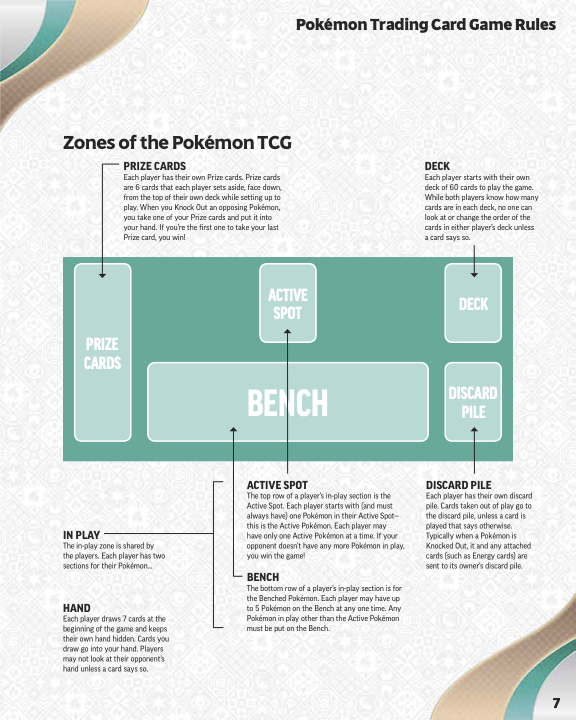 Pokémon Trading Card Game Rules
Zones of the Pokémon TCG
PRIZE CARDS
Each player has their own Prize cards. Prize cards
are 6 cards that each player sets aside, face down,
from the top of their own deck while setting up to
play. When you Knock Out an opposing Pokémon,
you take one of your Prize cards and put it into
your hand. If you're the first one to take your last
Prize card, you win!
DECK
Each player starts with their own
deck of 60 cards to play the game.
While both players know how many
cards are in each deck, no one can
look at or change the order of the
cards in either player's deck unless
a card says so.
PRIZE
CARDS
ACTIVE
SPOT
DECK
BENCH
DISCARD
PILE
ACTIVE SPOT
The top row of a player's in-play section is the
Active Spot. Each player starts with (and must
always have) one Pokémon in their Active Spot—
this is the Active Pokémon. Each player may
have only one Active Pokémon at a time. If your
opponent doesn't have any more Pokémon in play,
you win the game!
DISCARD PILE
Each player has their own discard
pile. Cards taken out of play go to
the discard pile, unless a card is
played that says otherwise.
Typically when a Pokémon is
Knocked Out, it and any attached
cards (such as Energy cards) are
sent to its owner's discard pile.
IN PLAY
The in-play zone is shared by
the players. Each player has two
sections for their Pokémon...
BENCH
The bottom row of a player's in-play section is for
the Benched Pokémon. Each player may have up
to 5 Pokémon on the Bench at any one time. Any
Pokémon in play other than the Active Pokémon
must be put on the Bench.
HAND
Each player draws 7 cards at the
beginning of the game and keeps
their own hand hidden. Cards you
draw go into your hand. Players
may not look at their opponent's
hand unless a card says so.
7